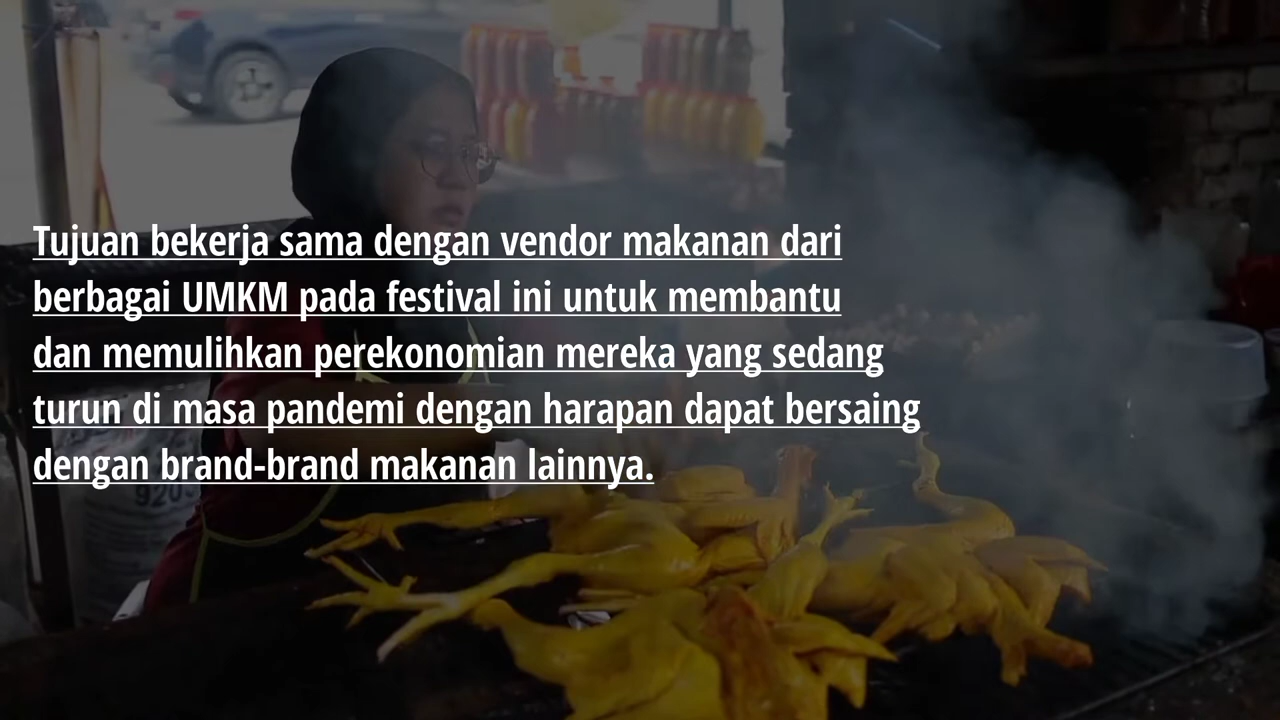 Tujuan bekerja sama dengan vendor makanan dari
berbagai UMKM pada festival ini untuk membantu
dan memulihkan perekonomian mereka yang sedang
turun di masa pandemi dengan harapan dapat bersaing
dengan brand-brand makanan lainnya.